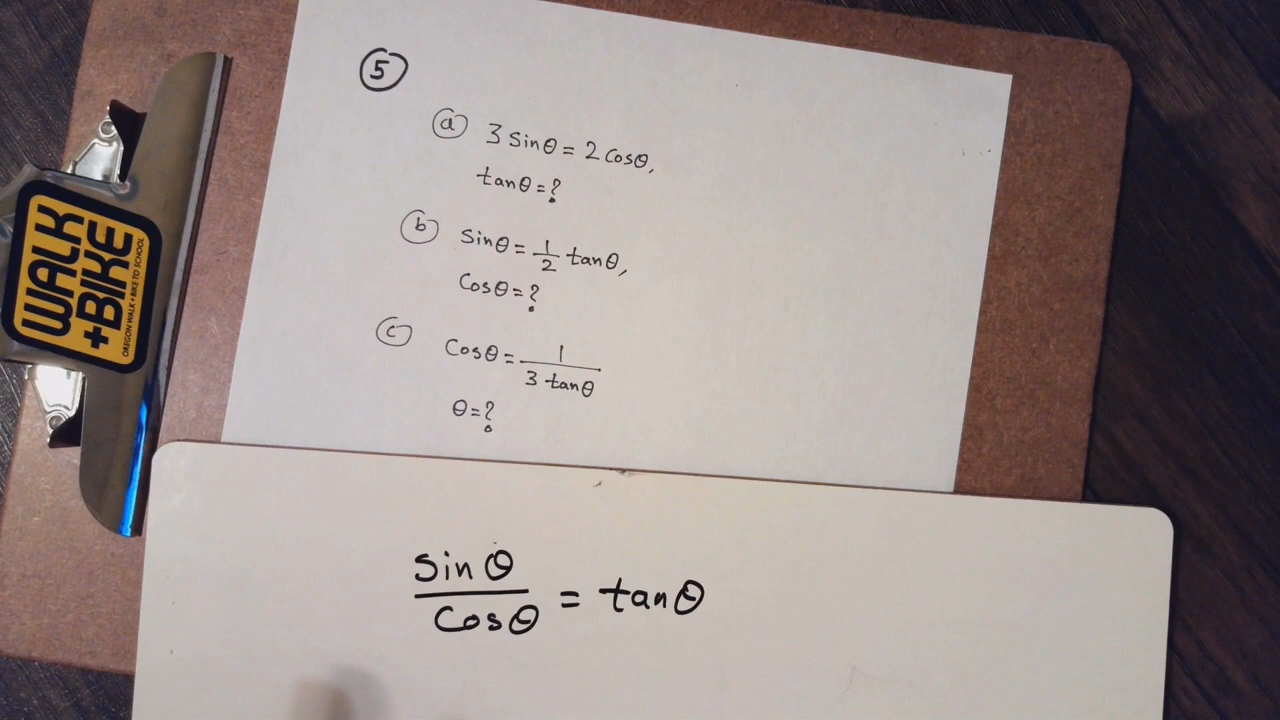 5
a 3 sinθ = 2 cosθ,
tanθ = ?
b sinθ = 1/2 tanθ,
cosθ = ?
c cosθ = 1/(3 tanθ)
θ = ?
WALK
+BIKE
OREGON WALK + BIKE TO SCHOOL
sinθ/cosθ = tanθ